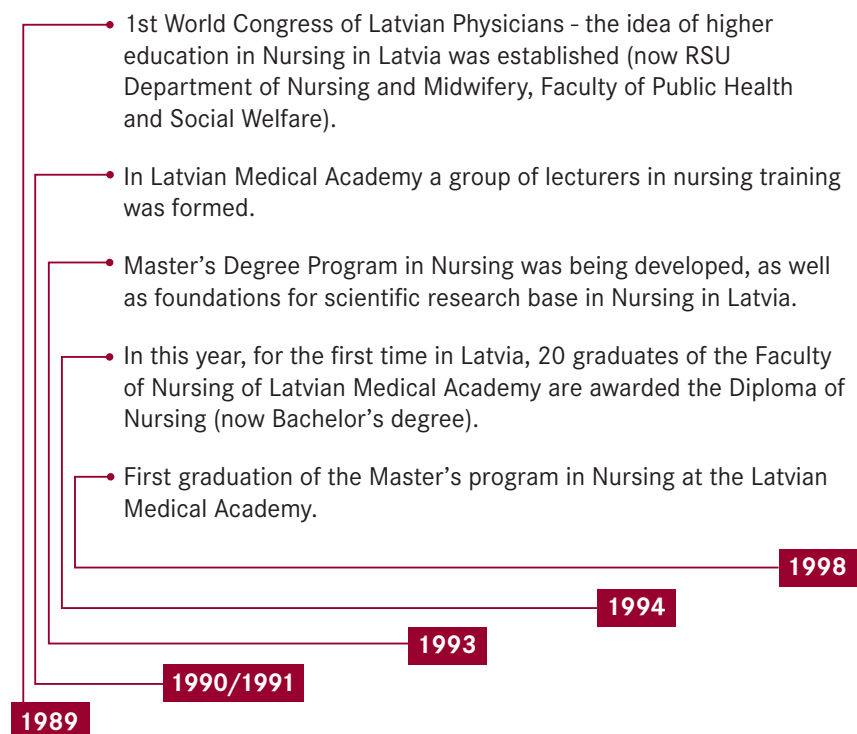 1st World Congress of Latvian Physicians - the idea of higher
education in Nursing in Latvia was established (now RSU
Department of Nursing and Midwifery, Faculty of Public Health
and Social Welfare).
In Latvian Medical Academy a group of lecturers in nursing training
was formed.
Master’s Degree Program in Nursing was being developed, as well
as foundations for scientific research base in Nursing in Latvia.
In this year, for the first time in Latvia, 20 graduates of the Faculty
of Nursing of Latvian Medical Academy are awarded the Diploma of
Nursing (now Bachelor’s degree).
First graduation of the Master’s program in Nursing at the Latvian
Medical Academy.
1998
1994
1993
1990/1991
1989